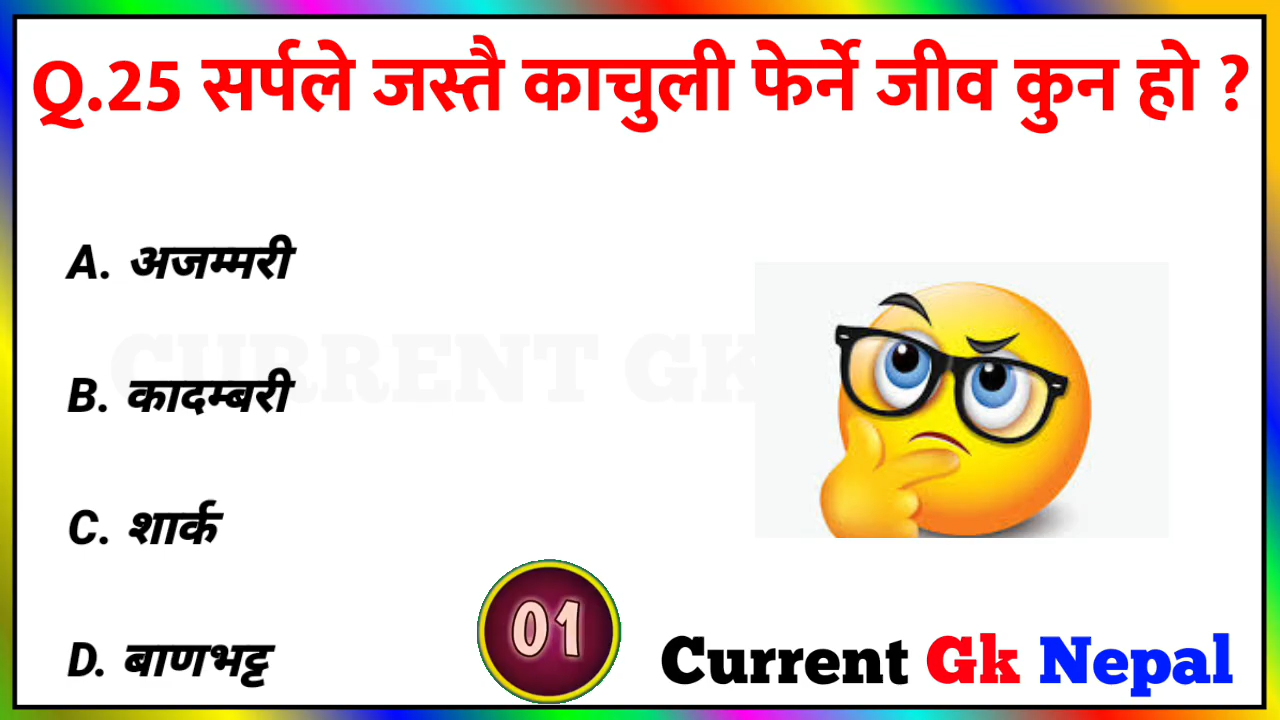 Q.25 सर्पले जस्तै काचुली फेर्ने जीव कुन हो ?
A. अजम्मरी
CURRENT GK
B. कादम्बरी
C. शार्क
01
D. बाणभट्ट
Current Gk Nepal